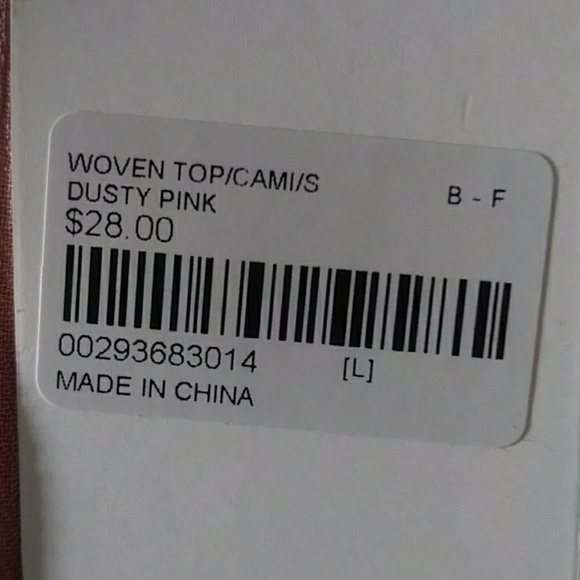 WOVEN TOP/CAMI/S
DUSTY PINK
B - F
$28.00
00293683014 [L]
MADE IN CHINA